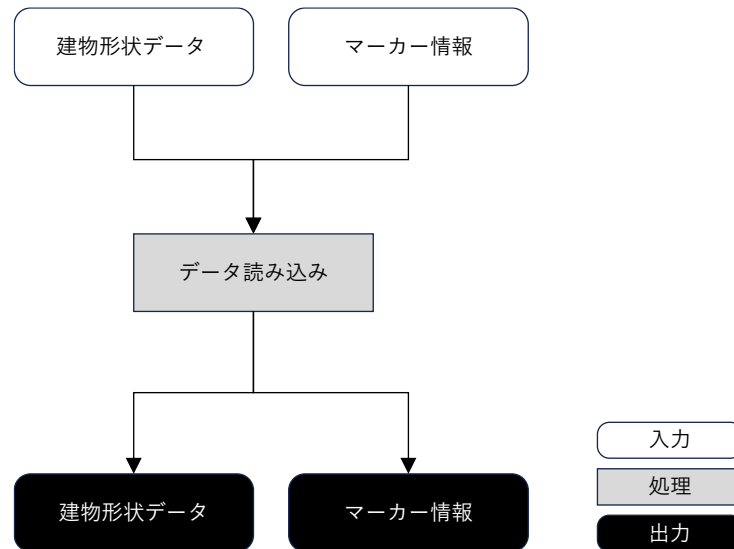 建物形状データ
マーカー情報
データ読み込み
建物形状データ
マーカー情報
入力
処理
出力